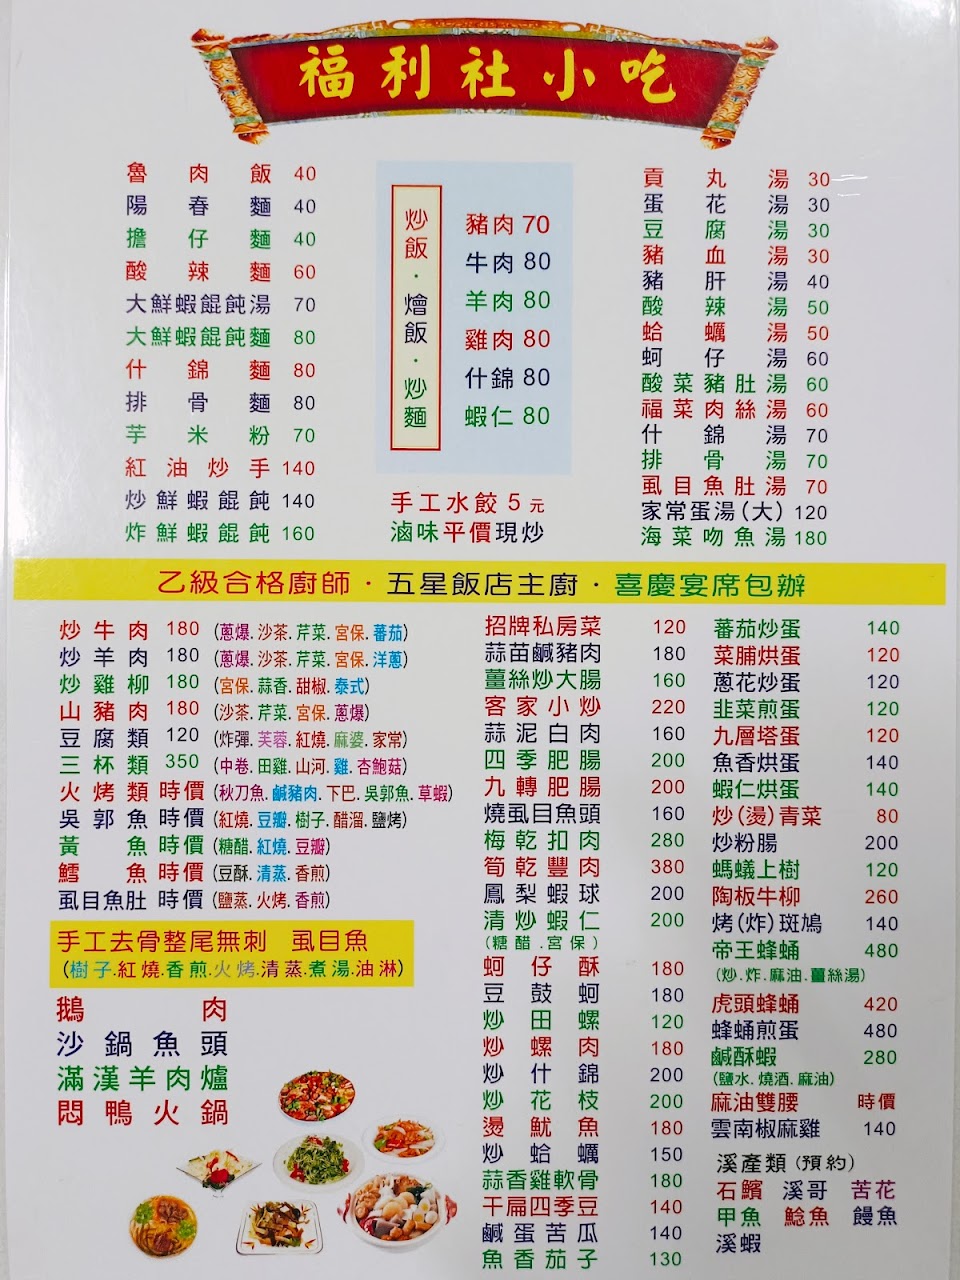 福利社小吃
魯肉飯 40
陽春麵 40
擔仔麵 40
酸辣麵 60
大鮮蝦餛飩湯 70
大鮮蝦餛飩麵 80
什錦麵 80
排骨麵 80
芋米粉 70
紅油炒手 140
炒鮮蝦餛飩 140
炸鮮蝦餛飩 160
炒飯·燴飯·炒麵
豬肉 70
牛肉 80
羊肉 80
雞肉 80
什錦 80
蝦仁 80
手工水餃 5 元
滷味平價現炒
貢丸湯 30
蛋花湯 30
豆腐湯 30
豬血湯 30
豬肝湯 40
酸辣湯 50
蛤蠣湯 50
蚵仔湯 60
酸菜豬肚湯 60
福菜肉絲湯 60
什錦湯 70
排骨湯 70
虱目魚肚湯 70
家常蛋湯(大) 120
海菜吻魚湯 180
乙級合格廚師·五星飯店主廚·喜慶宴席包辦
炒牛肉 180 (蔥爆.沙茶.芹菜.宮保.蕃茄)
炒羊肉 180 (蔥爆.沙茶.芹菜.宮保.洋蔥)
炒雞柳 180 (宮保.蒜香.甜椒.泰式)
山豬肉 180 (沙茶.芹菜.宮保.蔥爆)
豆腐類 120 (炸彈.芙蓉.紅燒.麻婆.家常)
三杯類 350 (中卷.田雞.山河.雞.杏鮑菇)
火烤類 時價 (秋刀魚.鹹豬肉.下巴.吳郭魚.草蝦)
吳郭魚 時價 (紅燒.豆瓣.樹子.醋溜.鹽烤)
黃魚 時價 (糖醋.紅燒.豆瓣)
鱈魚 時價 (豆酥.清蒸.香煎)
虱目魚肚 時價 (鹽蒸.火烤.香煎)
手工去骨整尾無刺 虱目魚
(樹子.紅燒.香煎.火烤.清蒸.煮湯.油淋)
鵝肉
沙鍋魚頭
滿漢羊肉爐
悶鴨火鍋
招牌私房菜 120
蒜苗鹹豬肉 180
薑絲炒大腸 160
客家小炒 220
蒜泥白肉 160
四季肥腸 200
九轉肥腸 200
燒虱目魚頭 160
梅乾扣肉 280
筍乾豐肉 380
鳳梨蝦球 200
清炒蝦仁 200
(糖醋.宮保)
蚵仔酥 180
豆鼓蚵 180
炒田螺 120
炒螺肉 180
炒什錦 200
炒花枝 200
燙魷魚 180
炒蛤蠣 150
蒜香雞軟骨 180
干扁四季豆 140
鹹蛋苦瓜 140
魚香茄子 130
蕃茄炒蛋 140
菜脯烘蛋 120
蔥花炒蛋 120
韭菜煎蛋 120
九層塔蛋 120
魚香烘蛋 140
蝦仁烘蛋 140
炒(燙)青菜 80
炒粉腸 200
螞蟻上樹 120
陶板牛柳 260
烤(炸)斑鳩 140
帝王蜂蛹 480
(炒.炸.麻油.薑絲湯)
虎頭蜂蛹 420
蜂蛹煎蛋 480
鹹酥蝦 280
(鹽水.燒酒.麻油)
麻油雙腰 時價
雲南椒麻雞 140
溪產類(預約)
石鱝 溪哥 苦花
甲魚 鯰魚 饅魚
溪蝦